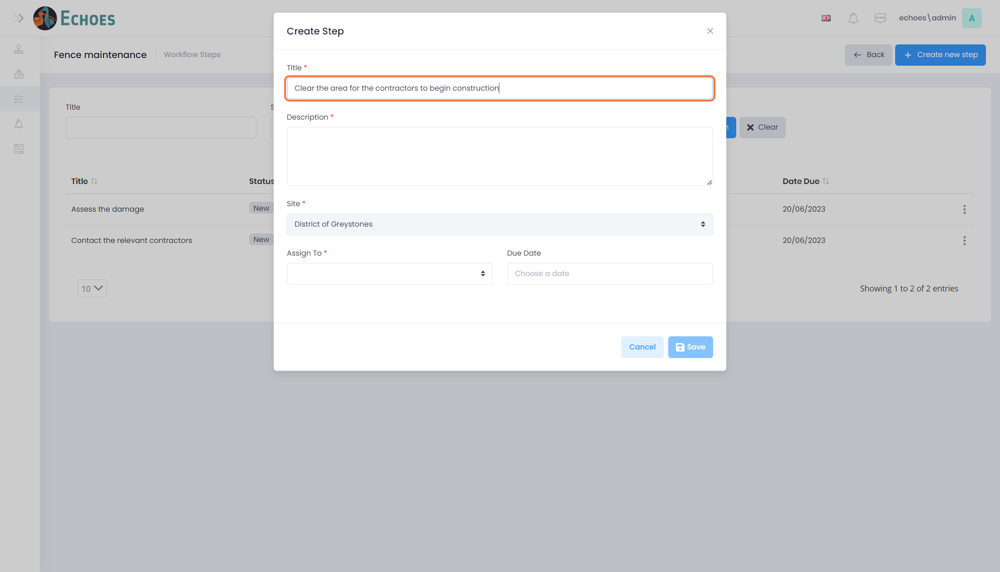 ECHOES
echoes\admin
A
Fence maintenance
Workflow Steps
Back
+ Create new step
Title
Clear
Title
Status
Date Due
Assess the damage
New
20/06/2023
Contact the relevant contractors
New
20/06/2023
10
Showing 1 to 2 of 2 entries
Create Step
Title *
Clear the area for the contractors to begin construction
Description *
Site *
District of Greystones
Assign To *
Due Date
Choose a date
Cancel
Save